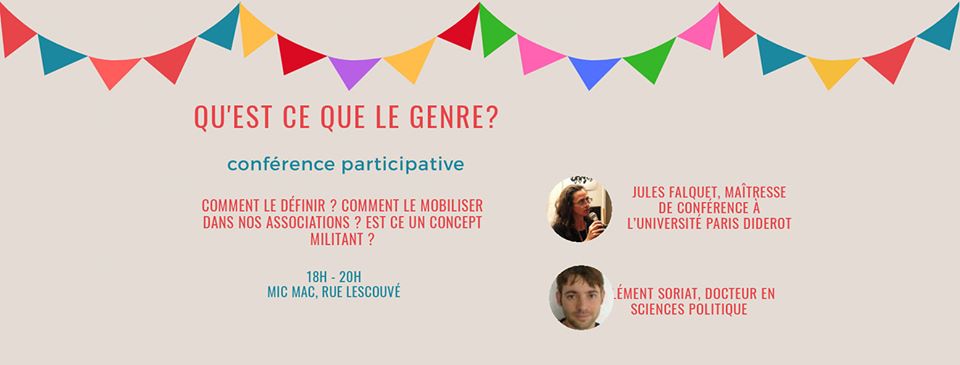 QU'EST CE QUE LE GENRE?
conférence participative
COMMENT LE DÉFINIR ? COMMENT LE MOBILISER
DANS NOS ASSOCIATIONS ? EST CE UN CONCEPT
MILITANT ?
18H - 20H
MIC MAC, RUE LESCOUVÉ
JULES FALQUET, MAÎTRESSE
DE CONFÉRENCE À
L'UNIVERSITÉ PARIS DIDEROT
LÉMENT SORIAT, DOCTEUR EN
SCIENCES POLITIQUE